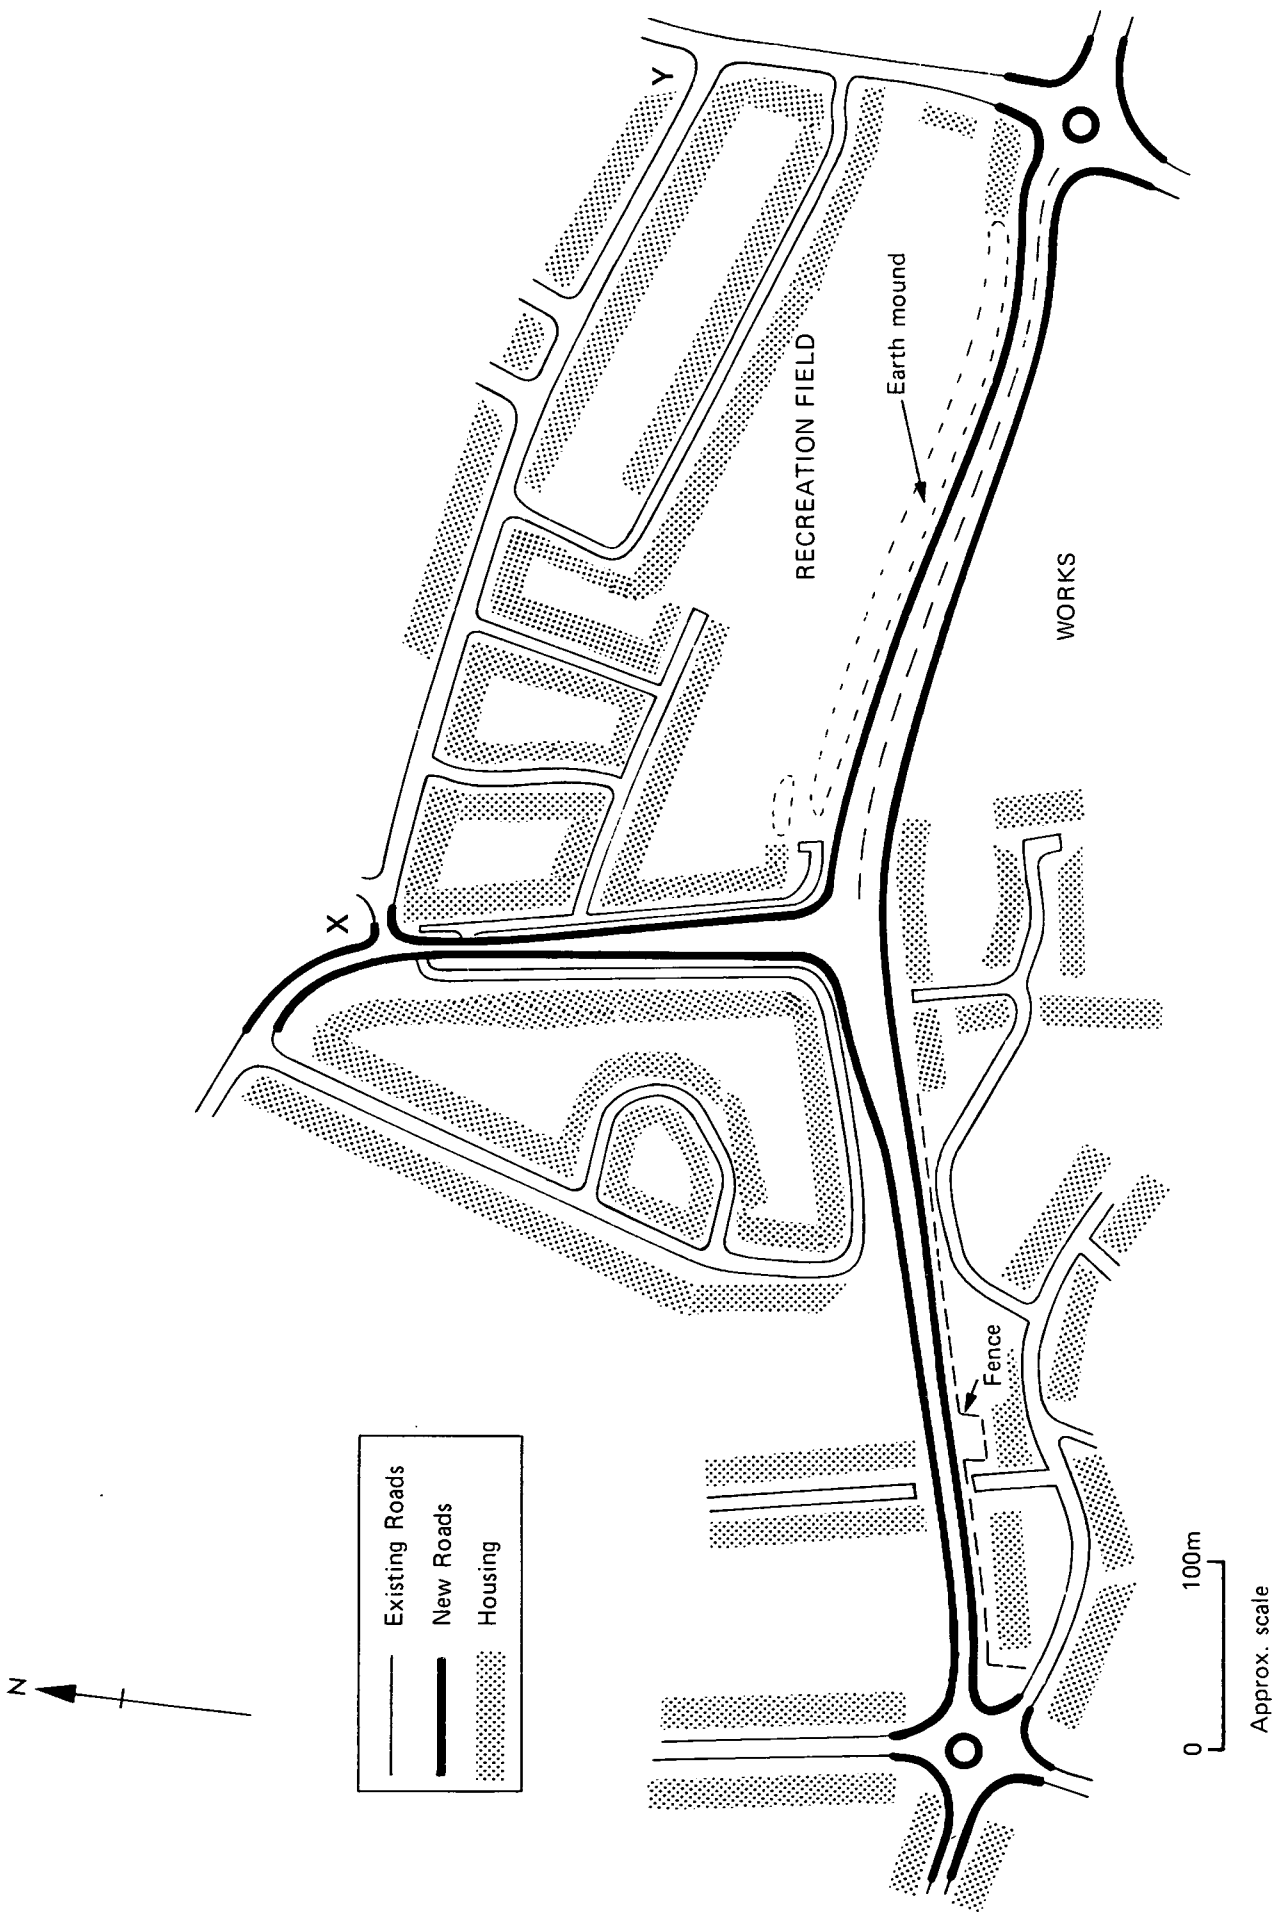 N
X
Y
Existing Roads
New Roads
Housing
RECREATION FIELD
Earth mound
WORKS
Fence
0 100m
Approx. scale